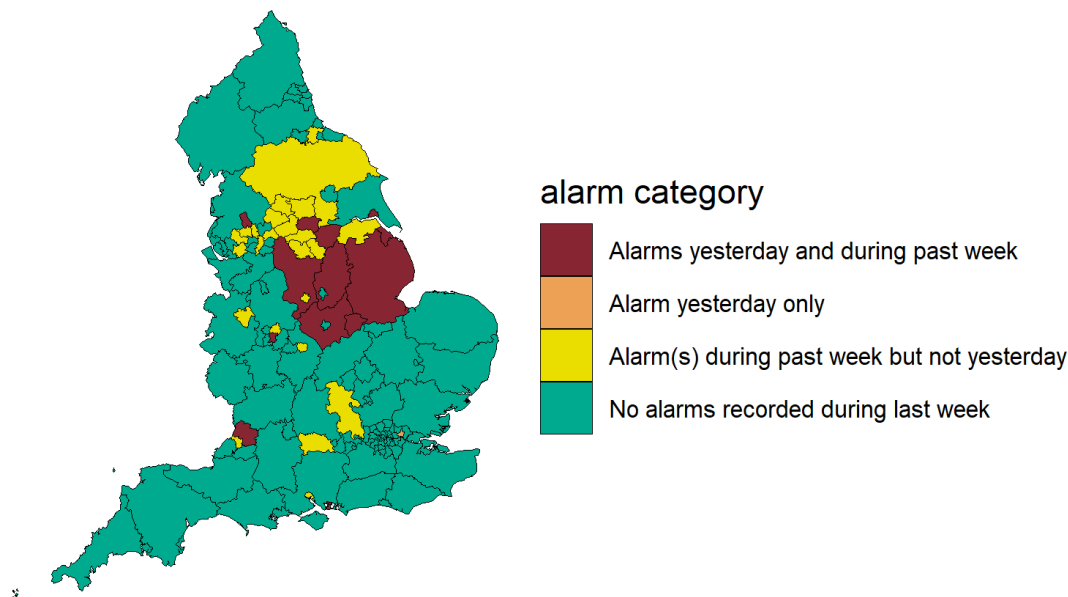 alarm category
Alarms yesterday and during past week
Alarm yesterday only
Alarm(s) during past week but not yesterday
No alarms recorded during last week